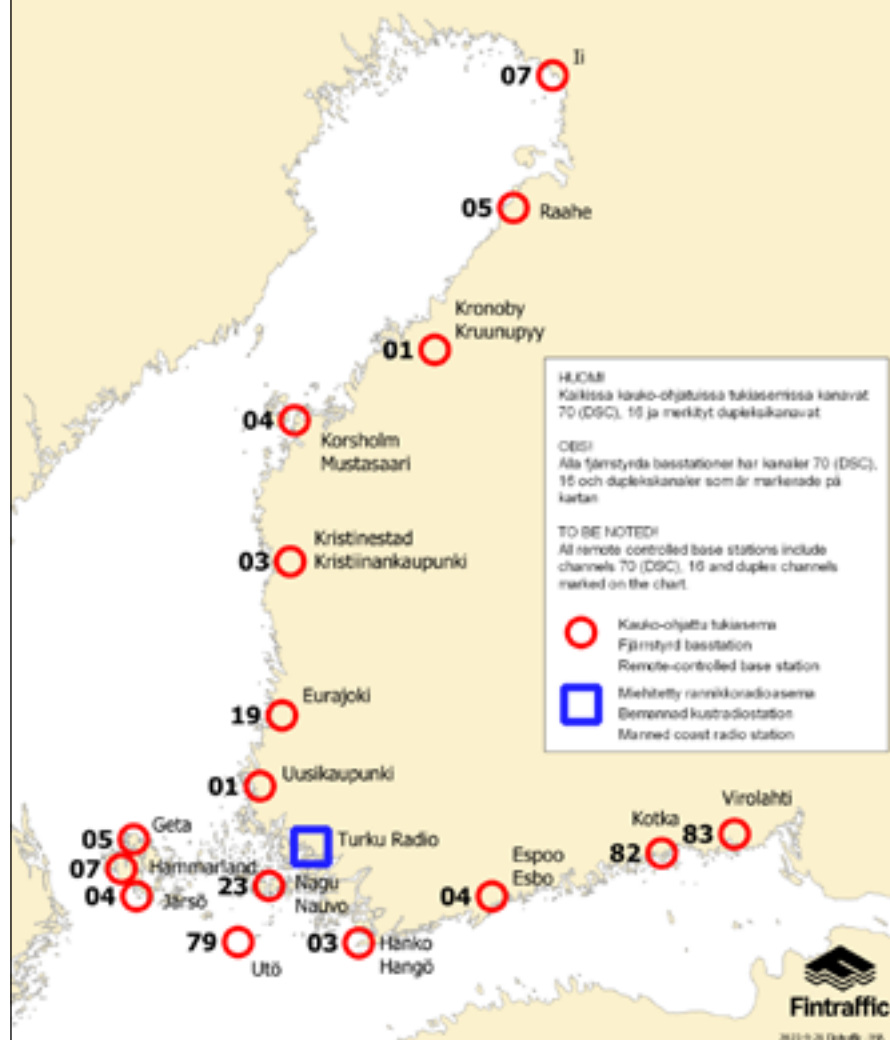 07
Ii
05
Raahe
Kronoby
Kruunupyy
01
04
Korsholm
Mustasaari
HUOM!
Kaikissa kauko-ohjatuissa tukiasemissa kanavat
70 (DSC), 16 ja merkityt dupleksikanavat
OBS!
Alla fjärrstyrda basstationer har kanaler 70 (DSC),
16 och duplekskanaler som är markerade på
kartan
TO BE NOTED!
All remote controlled base stations include
channels 70 (DSC), 16 and duplex channels
marked on the chart.
Kauko-ohjattu tukiasema
Fjärrstyrd basstation
Remote-controlled base station
Miehitetty rannikkoradioasema
Bemannad kustradiostation
Manned coast radio station
Kristinestad
03
Kristiinankaupunki
19
Eurajoki
01
Uusikaupunki
Geta
05
07
Hammarland
04
Järsö
Turku Radio
23
Nagu
Nauvo
79
Utö
03
Hanko
Hangö
Espoo
Esbo
04
Kotka
82
Virolahti
83
Fintraffic